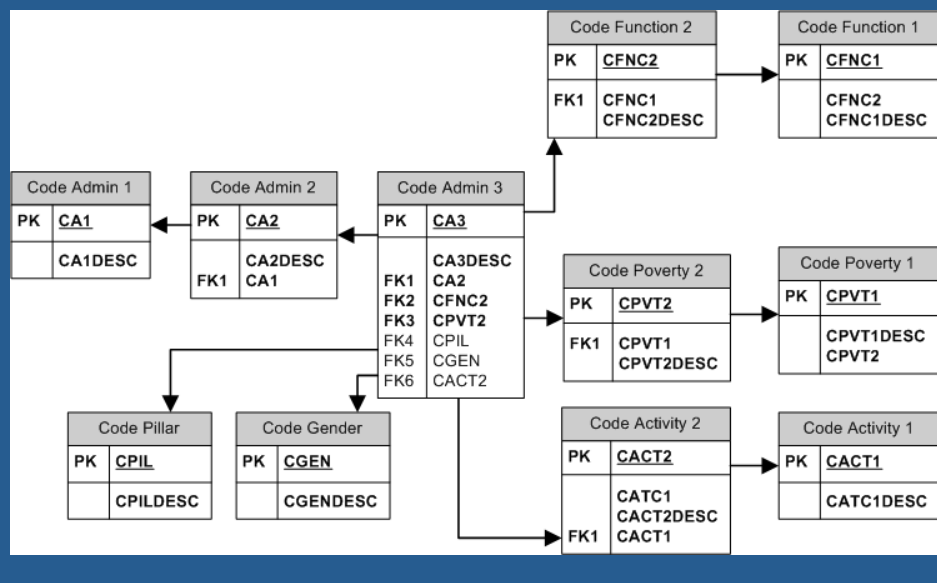 Code Function 2
PK CFNC2
FK1 CFNC1
CFNC2DESC
Code Function 1
PK CFNC1
CFNC2
CFNC1DESC
Code Admin 1
PK CA1
CA1DESC
Code Admin 2
PK CA2
CA2DESC
FK1 CA1
Code Admin 3
PK CA3
CA3DESC
FK1 CA2
FK2 CFNC2
FK3 CPVT2
FK4 CPIL
FK5 CGEN
FK6 CACT2
Code Poverty 2
PK CPVT2
FK1 CPVT1
CPVT2DESC
Code Poverty 1
PK CPVT1
CPVT1DESC
CPVT2
Code Pillar
PK CPIL
CPILDESC
Code Gender
PK CGEN
CGENDESC
Code Activity 2
PK CACT2
CATC1
CACT2DESC
FK1 CACT1
Code Activity 1
PK CACT1
CATC1DESC